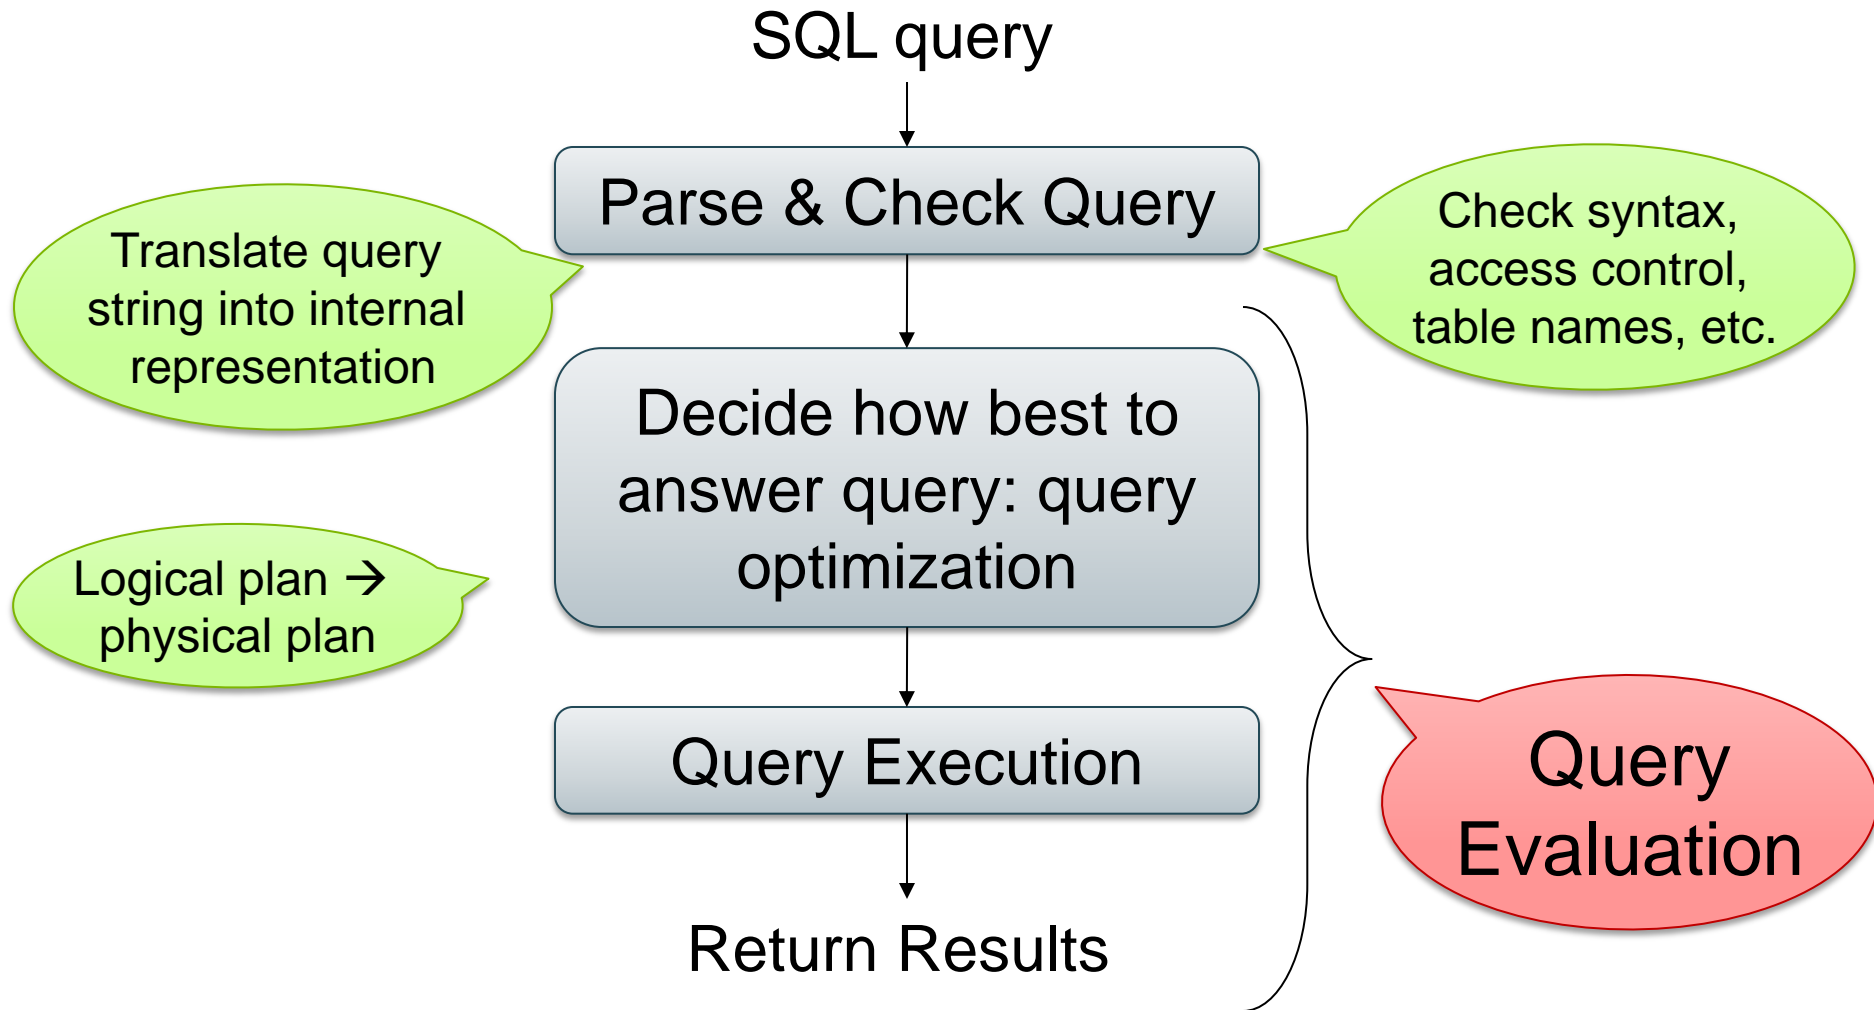 SQL query
Parse & Check Query
Translate query
string into internal
representation
Check syntax,
access control,
table names, etc.
Decide how best to
answer query: query
optimization
Logical plan →
physical plan
Query Execution
Query
Evaluation
Return Results